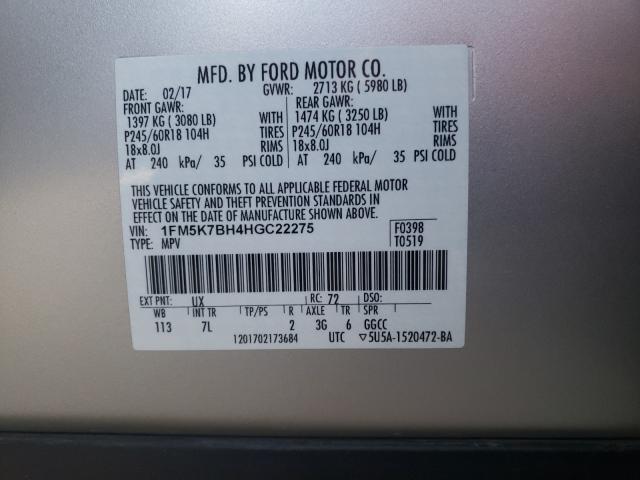 MFD. BY FORD MOTOR CO.
DATE: 02/17 GVWR: 2713 KG ( 5980 LB)
FRONT GAWR: REAR GAWR:
1397 KG ( 3080 LB) 1474 KG ( 3250 LB)
P245/60R18 104H TIRES P245/60R18 104H TIRES
18x8.0J RIMS 18x8.0J RIMS
AT 240 kPa/ 35 PSI COLD AT 240 kPa/ 35 PSI COLD
THIS VEHICLE CONFORMS TO ALL APPLICABLE FEDERAL MOTOR
VEHICLE SAFETY AND THEFT PREVENTION STANDARDS IN
EFFECT ON THE DATE OF MANUFACTURE SHOWN ABOVE.
VIN: 1FM5K7BH4HGC22275 F0398
TYPE: MPV T0519
EXT PNT: UX RC: 72 DSO:
WB INT TR TP/PS R AXLE TR SPR
113 7L 2 3G 6 GGCC
1201702173684 UTC ▽5U5A-1520472-BA